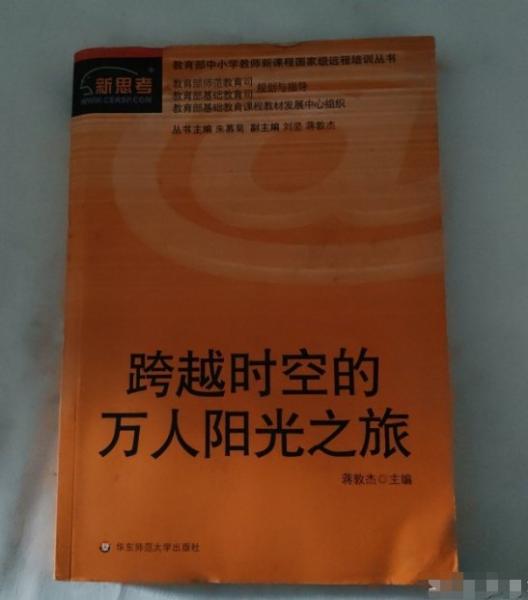 教育部中小学教师新课程国家级远程培训丛书
新思考
WWW.CERSP.COM
教育部师范教育司
教育部基础教育司
规划与指导
教育部基础教育课程教材发展中心组织
丛书主编 朱慕菊 副主编 刘坚 蒋敦杰
跨越时空的
万人阳光之旅
蒋敦杰◎主编
华东师范大学出版社